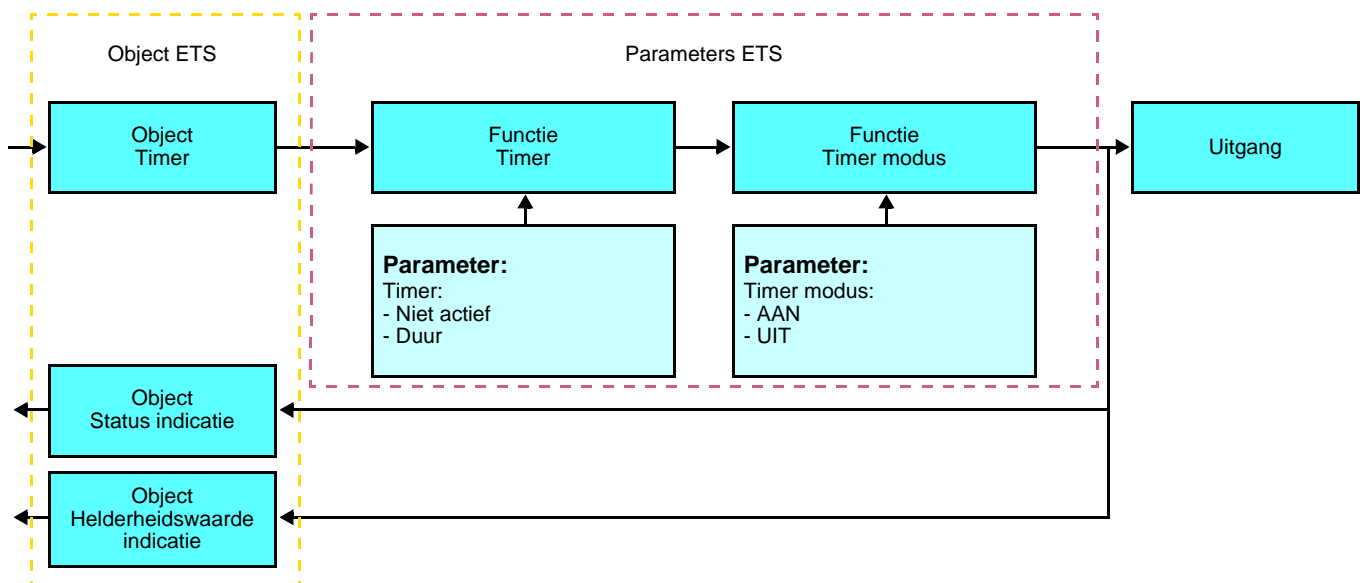 Object ETS
Parameters ETS
Object
Timer
Functie
Timer
Functie
Timer modus
Uitgang
Parameter:
Timer:
- Niet actief
- Duur
Parameter:
Timer modus:
- AAN
- UIT
Object
Status indicatie
Object
Helderheidswaarde
indicatie